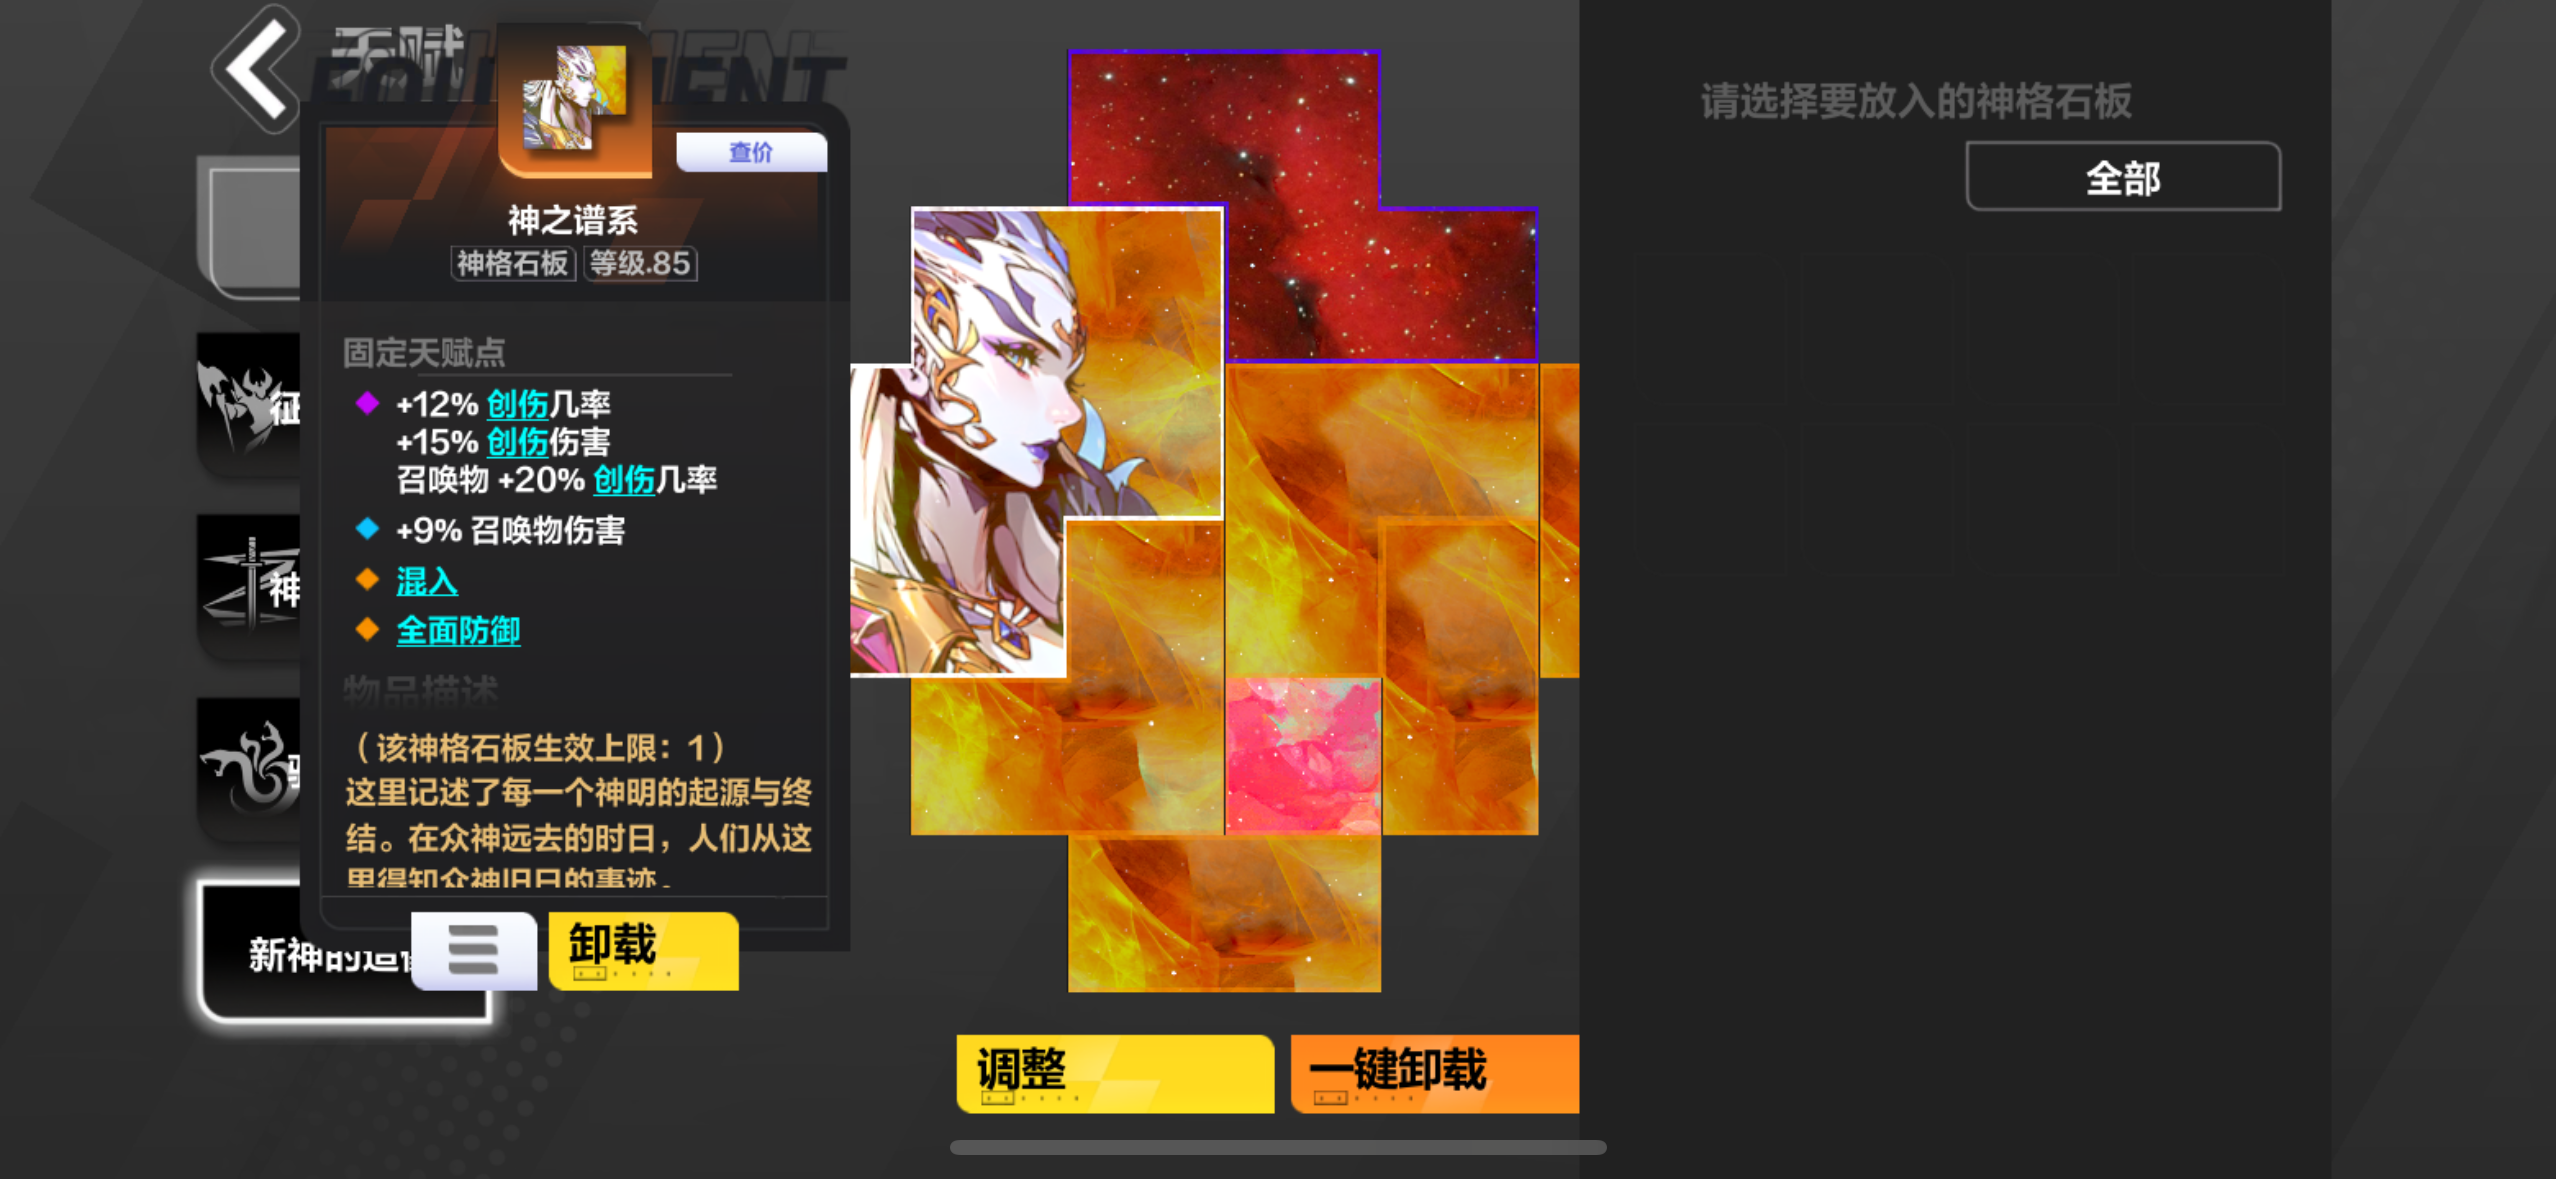 天赋
查价
神之谱系
神格石板 等级.85
固定天赋点
+12% 创伤几率
+15% 创伤伤害
召唤物 +20% 创伤几率
+9% 召唤物伤害
混入
全面防御
物品描述
（该神格石板生效上限：1）
这里记述了每一个神明的起源与终
结。在众神远去的时日，人们从这
里得知众神旧日的事迹。
卸载
征
神
新神的造
调整
一键卸载
请选择要放入的神格石板
全部